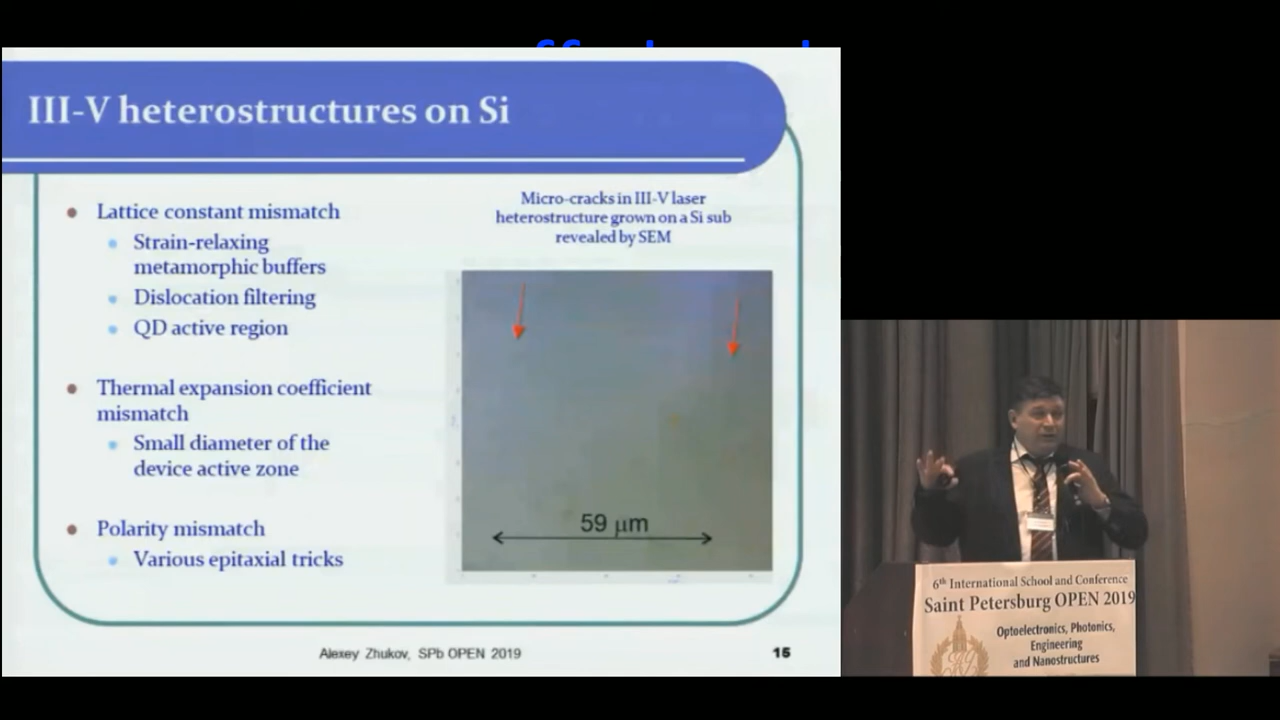 III-V heterostructures on Si
Lattice constant mismatch
Strain-relaxing
metamorphic buffers
Dislocation filtering
QD active region
Thermal expansion coefficient
mismatch
Small diameter of the
device active zone
Polarity mismatch
Various epitaxial tricks
Micro-cracks in III-V laser
heterostructure grown on a Si sub
revealed by SEM
59 μm
Alexey Zhukov, SPb OPEN 2019
15
6th International School and Conference
Saint Petersburg OPEN 2019
Optoelectronics, Photonics,
Engineering
and Nanostructures